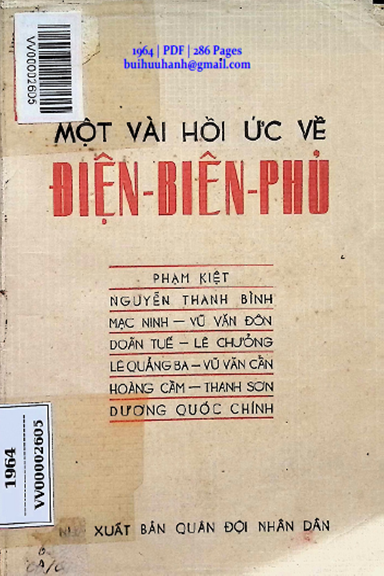 1964 | PDF | 286 Pages
buihuuhanh@gmail.com
VV00002605
MỘT VÀI HỒI ỨC VỀ
ĐIỆN-BIÊN-PHỦ
PHẠM KIỆT
NGUYỄN THANH BÌNH
MẠC NINH — VŨ VĂN ĐÔN
DOÃN TUẾ — LÊ CHƯỞNG
LÊ QUẢNG BA — VŨ VĂN CẨN
HOÀNG CẦM — THANH SƠN
DƯƠNG QUỐC CHÍNH
1964
VV00002605
XUẤT BẢN QUÂN ĐỘI NHÂN DÂN